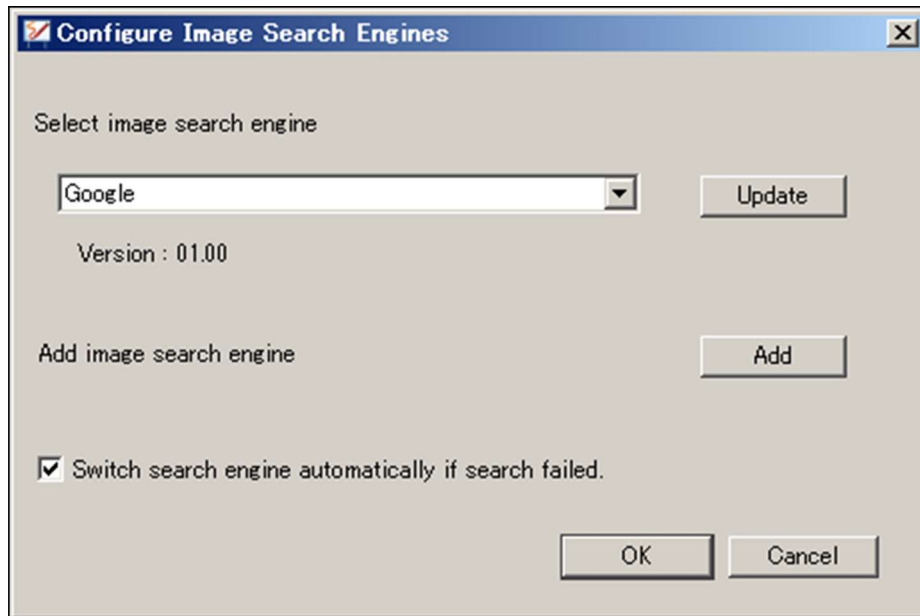 Configure Image Search Engines
Select image search engine
Google
Update
Version : 01.00
Add image search engine
Add
Switch search engine automatically if search failed.
OK
Cancel